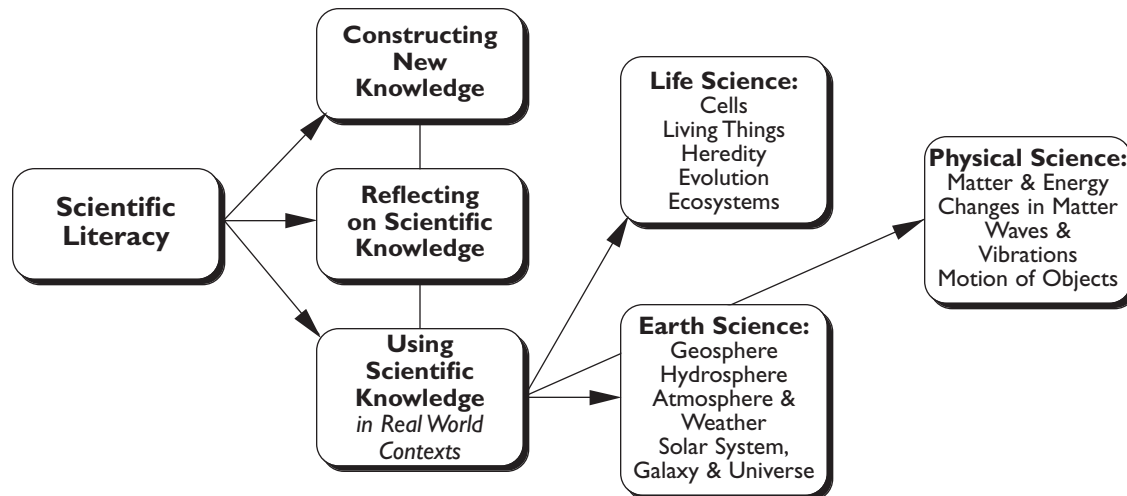 Constructing
New
Knowledge
Scientific
Literacy
Reflecting
on Scientific
Knowledge
Using
Scientific
Knowledge
in Real World
Contexts
Life Science:
Cells
Living Things
Heredity
Evolution
Ecosystems
Earth Science:
Geosphere
Hydrosphere
Atmosphere &
Weather
Solar System,
Galaxy & Universe
Physical Science:
Matter & Energy
Changes in Matter
Waves &
Vibrations
Motion of Objects